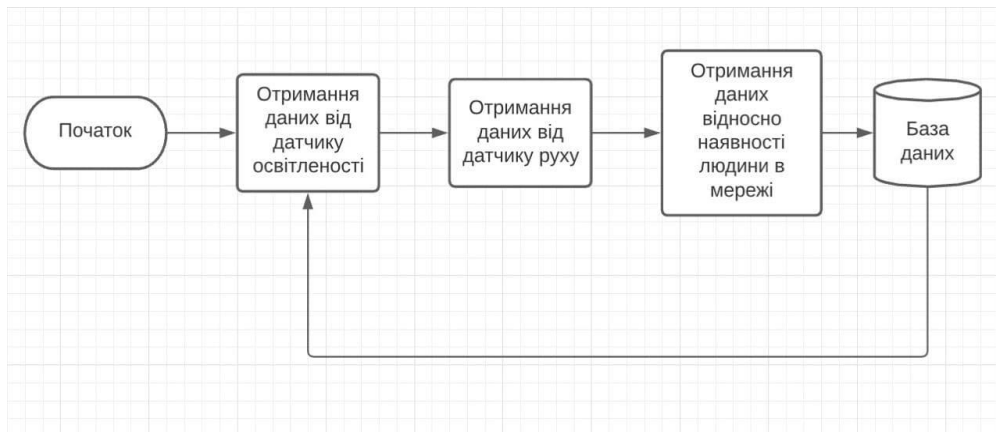 Початок
Отримання
даних від
датчику
освітленості
Отримання
даних від
датчику руху
Отримання
даних
відносно
наявності
людини в
мережі
База
даних